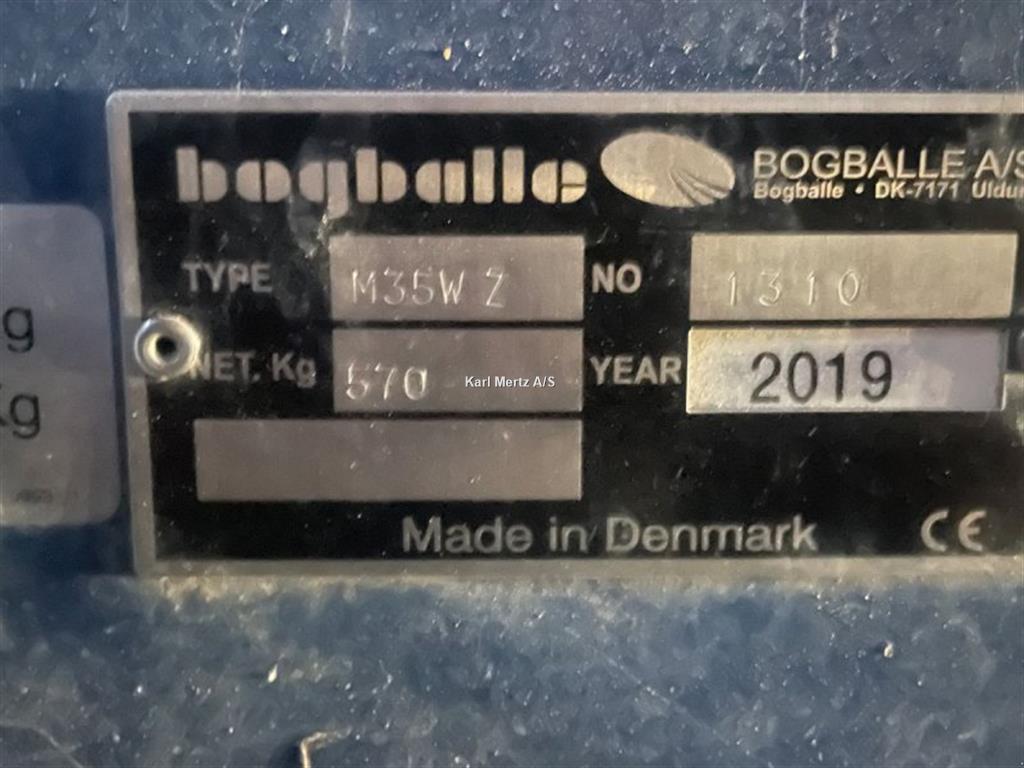 bogballe
BOGBALLE A/S
Bogballe • DK-7171 Uldum
TYPE M35W Z NO 1310
NET. Kg 570 YEAR 2019
Karl Mertz A/S
Made in Denmark CE
g
Kg